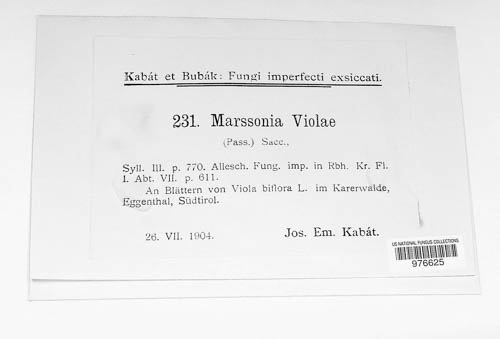 Kabát et Bubák: Fungi imperfecti exsiccati.
231. Marssonia Violae
(Pass.) Sacc.,
Syll. III. p. 770. Allesch. Fung. imp. in Rbh. Kr. Fl.
I. Abt. VII. p. 611.
An Blättern von Viola biflora L. im Karerwalde,
Eggenthal, Südtirol.
26. VII. 1904.
Jos. Em. Kabát.
US NATIONAL FUNGUS COLLECTIONS
976625